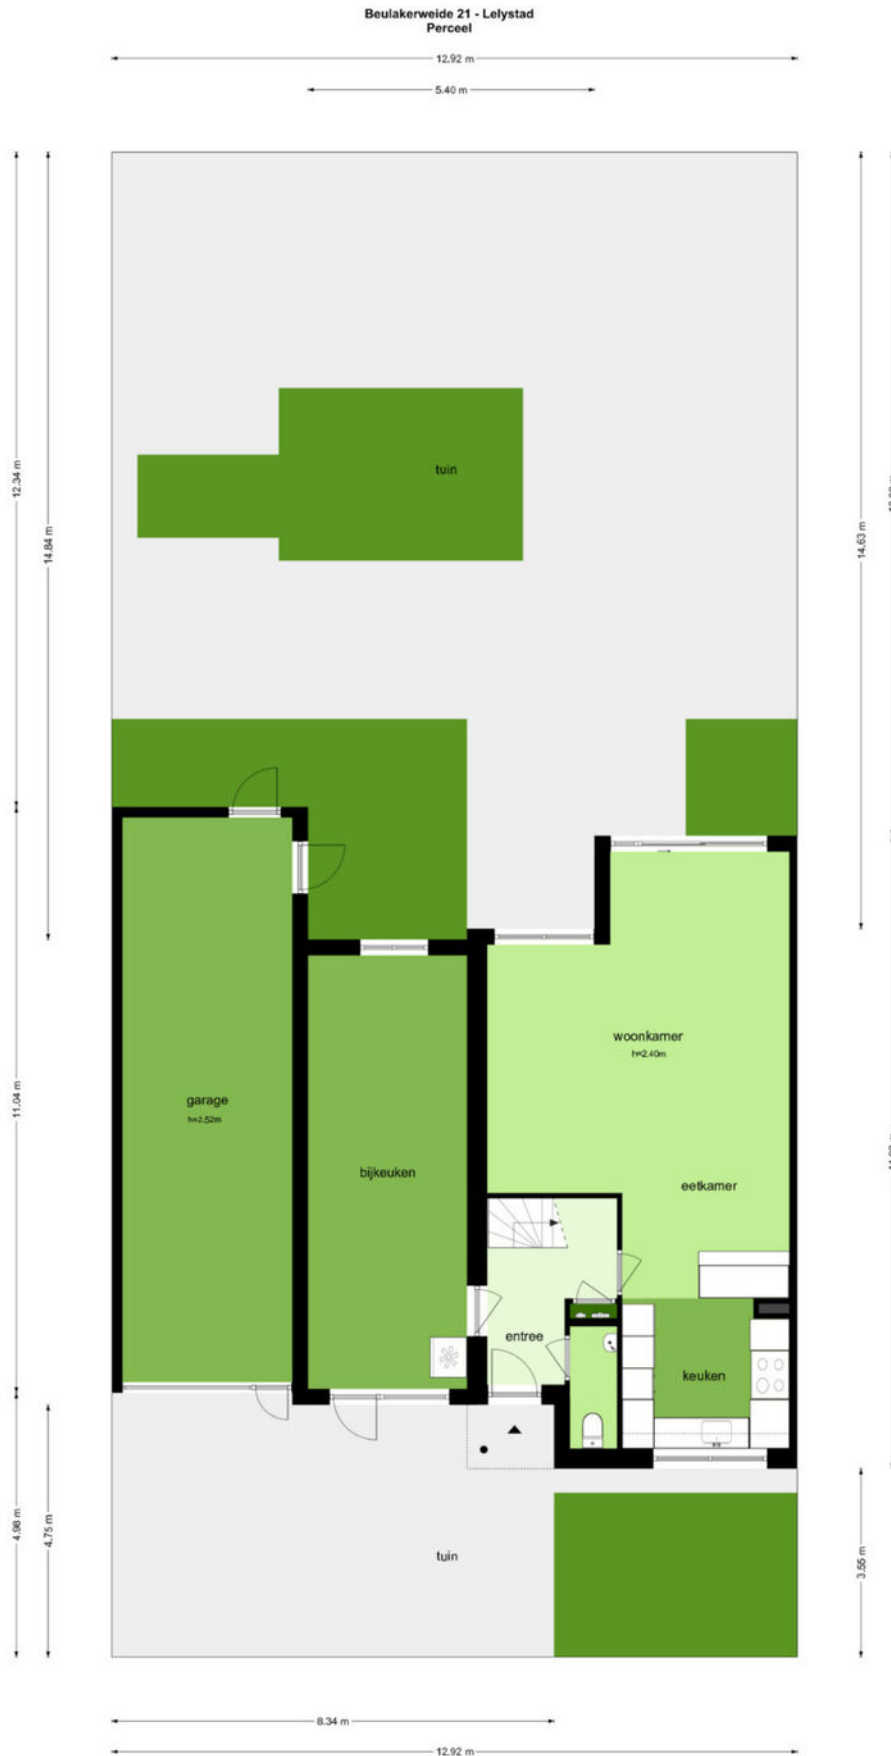 Beulakerweide 21 - Lelystad
Perceel
12.92 m
5.40 m
tuin
12.34 m
14.84 m
14.63 m
woonkamer
h=2.40m
garage
h=2.52m
11.04 m
bijkeuken
eetkamer
entree
keuken
tuin
4.98 m
4.75 m
3.55 m
8.34 m
12.92 m